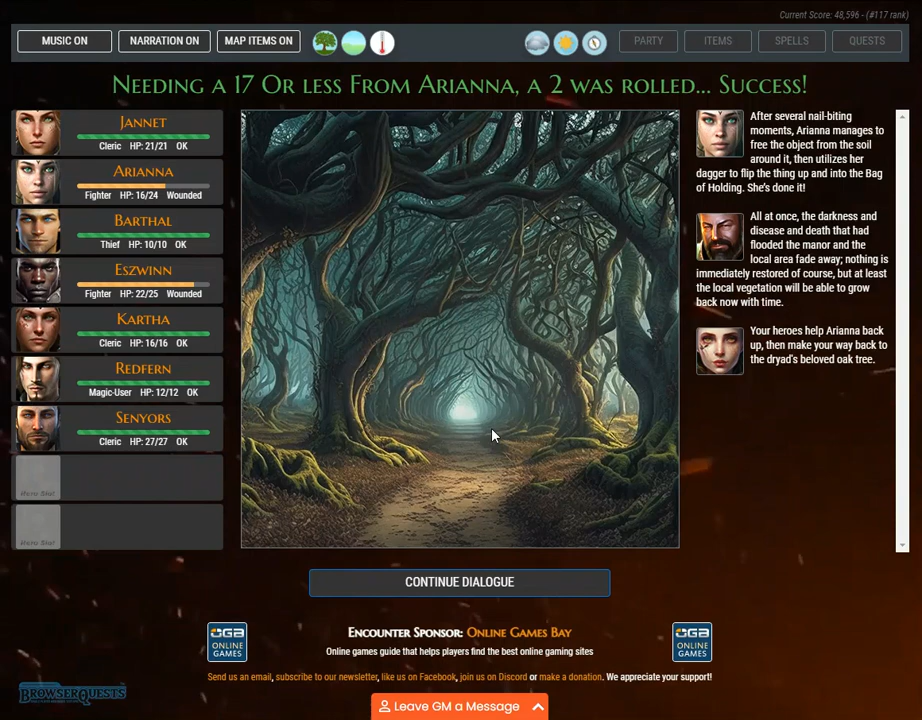 Current Score: 48,596 - (#117 rank)
MUSIC ON
NARRATION ON
MAP ITEMS ON
PARTY
ITEMS
SPELLS
QUESTS
Needing a 17 Or less From Arianna, a 2 was rolled... Success!
Jannet
Cleric HP: 21/21 OK
Arianna
Fighter HP: 16/24 Wounded
Barthal
Thief HP: 10/10 OK
Eszwinn
Fighter HP: 22/25 Wounded
Kartha
Cleric HP: 16/16 OK
Redfern
Magic-User HP: 12/12 OK
Senyors
Cleric HP: 27/27 OK
Hero Slot
Hero Slot
After several nail-biting
moments, Arianna manages to
free the object from the soil
around it, then utilizes her
dagger to flip the thing up and into the Bag
of Holding. She's done it!
All at once, the darkness and
disease and death that had
flooded the manor and the
local area fade away; nothing is
immediately restored of course, but at least
the local vegetation will be able to grow
back now with time.
Your heroes help Arianna back
up, then make your way back to
the dryad's beloved oak tree.
CONTINUE DIALOGUE
OGA
ONLINE
GAMES
Encounter Sponsor: Online Games Bay
Online games guide that helps players find the best online gaming sites
OGA
ONLINE
GAMES
Send us an email, subscribe to our newsletter, like us on Facebook, join us on Discord or make a donation. We appreciate your support!
BrowserQuests
Leave GM a Message